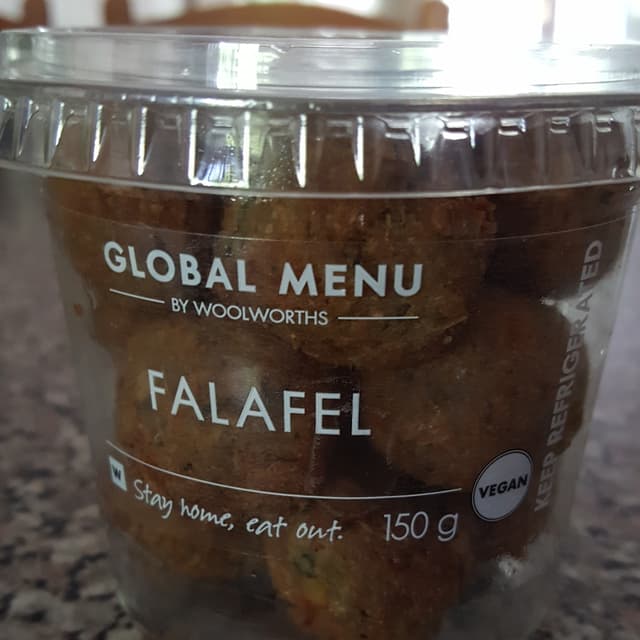 GLOBAL MENU
BY WOOLWORTHS
FALAFEL
W
Stay home, eat out.
150 g
VEGAN
KEEP REFRIGERATED